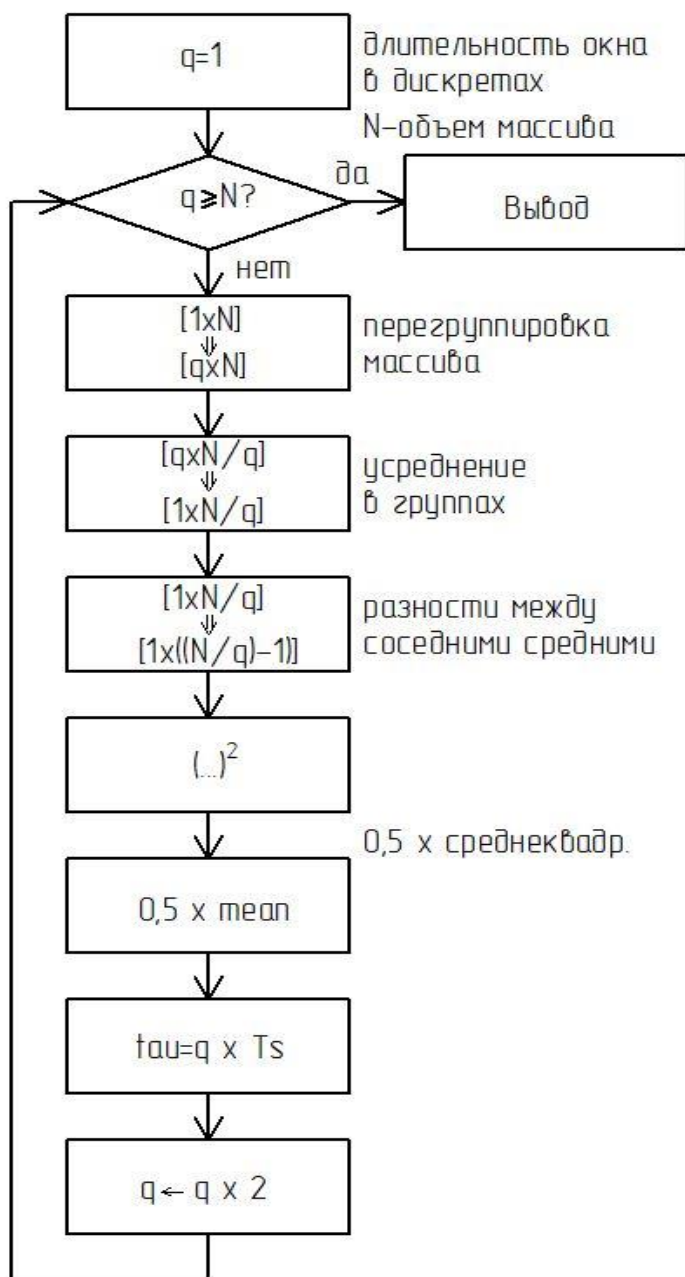 q=1
длительность окна
в дискретах
N-объем массива
q≥N?
да
Вывод
нет
[1xN]
⇓
[qxN]
перегруппировка
массива
[qxN/q]
⇓
[1xN/q]
усреднение
в группах
[1xN/q]
⇓
[1x((N/q)-1)]
разности между
соседними средними
(...)²
0,5 x среднеквадр.
0,5 x mean
tau=q x Ts
q ← q x 2